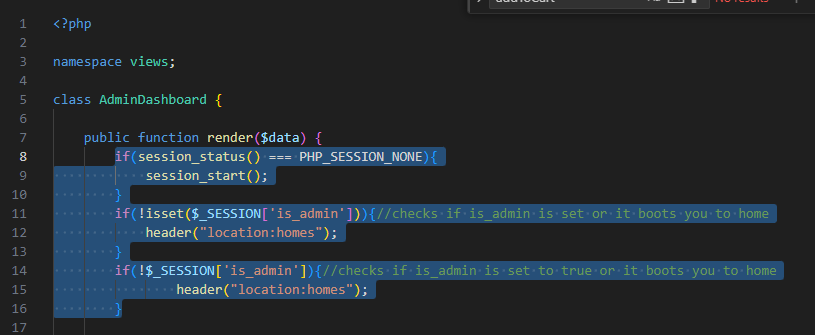 No results
1 <?php
2
3 namespace views;
4
5 class AdminDashboard {
6
7 public function render($data) {
8 if(session_status() === PHP_SESSION_NONE){
9 session_start();
10 }
11 if(!isset($_SESSION['is_admin'])){//checks if is_admin is set or it boots you to home
12 header("location:homes");
13 }
14 if(!$_SESSION['is_admin']){//checks if is_admin is set to true or it boots you to home
15 header("location:homes");
16 }
17